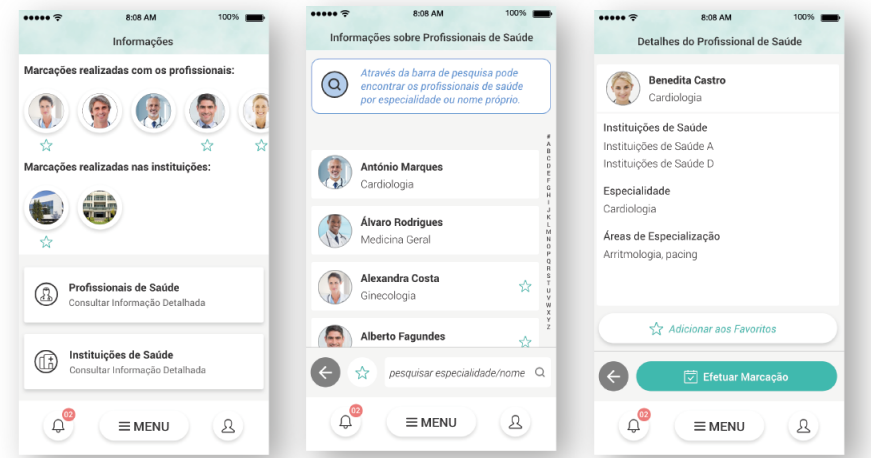 8:08 AM
100%
Informações
Marcações realizadas com os profissionais:
Marcações realizadas nas instituições:
Profissionais de Saúde
Consultar Informação Detalhada
Instituições de Saúde
Consultar Informação Detalhada
02
MENU
8:08 AM
100%
Informações sobre Profissionais de Saúde
Através da barra de pesquisa pode
encontrar os profissionais de saúde
por especialidade ou nome próprio.
António Marques
Cardiologia
Álvaro Rodrigues
Medicina Geral
Alexandra Costa
Ginecologia
Alberto Fagundes
#
A
B
C
D
E
F
G
H
I
J
K
L
M
N
O
P
Q
R
S
T
U
V
W
X
Y
Z
pesquisar especialidade/nome
02
MENU
8:08 AM
100%
Detalhes do Profissional de Saúde
Benedita Castro
Cardiologia
Instituições de Saúde
Instituições de Saúde A
Instituições de Saúde D
Especialidade
Cardiologia
Áreas de Especialização
Arritmologia, pacing
Adicionar aos Favoritos
Efetuar Marcação
02
MENU